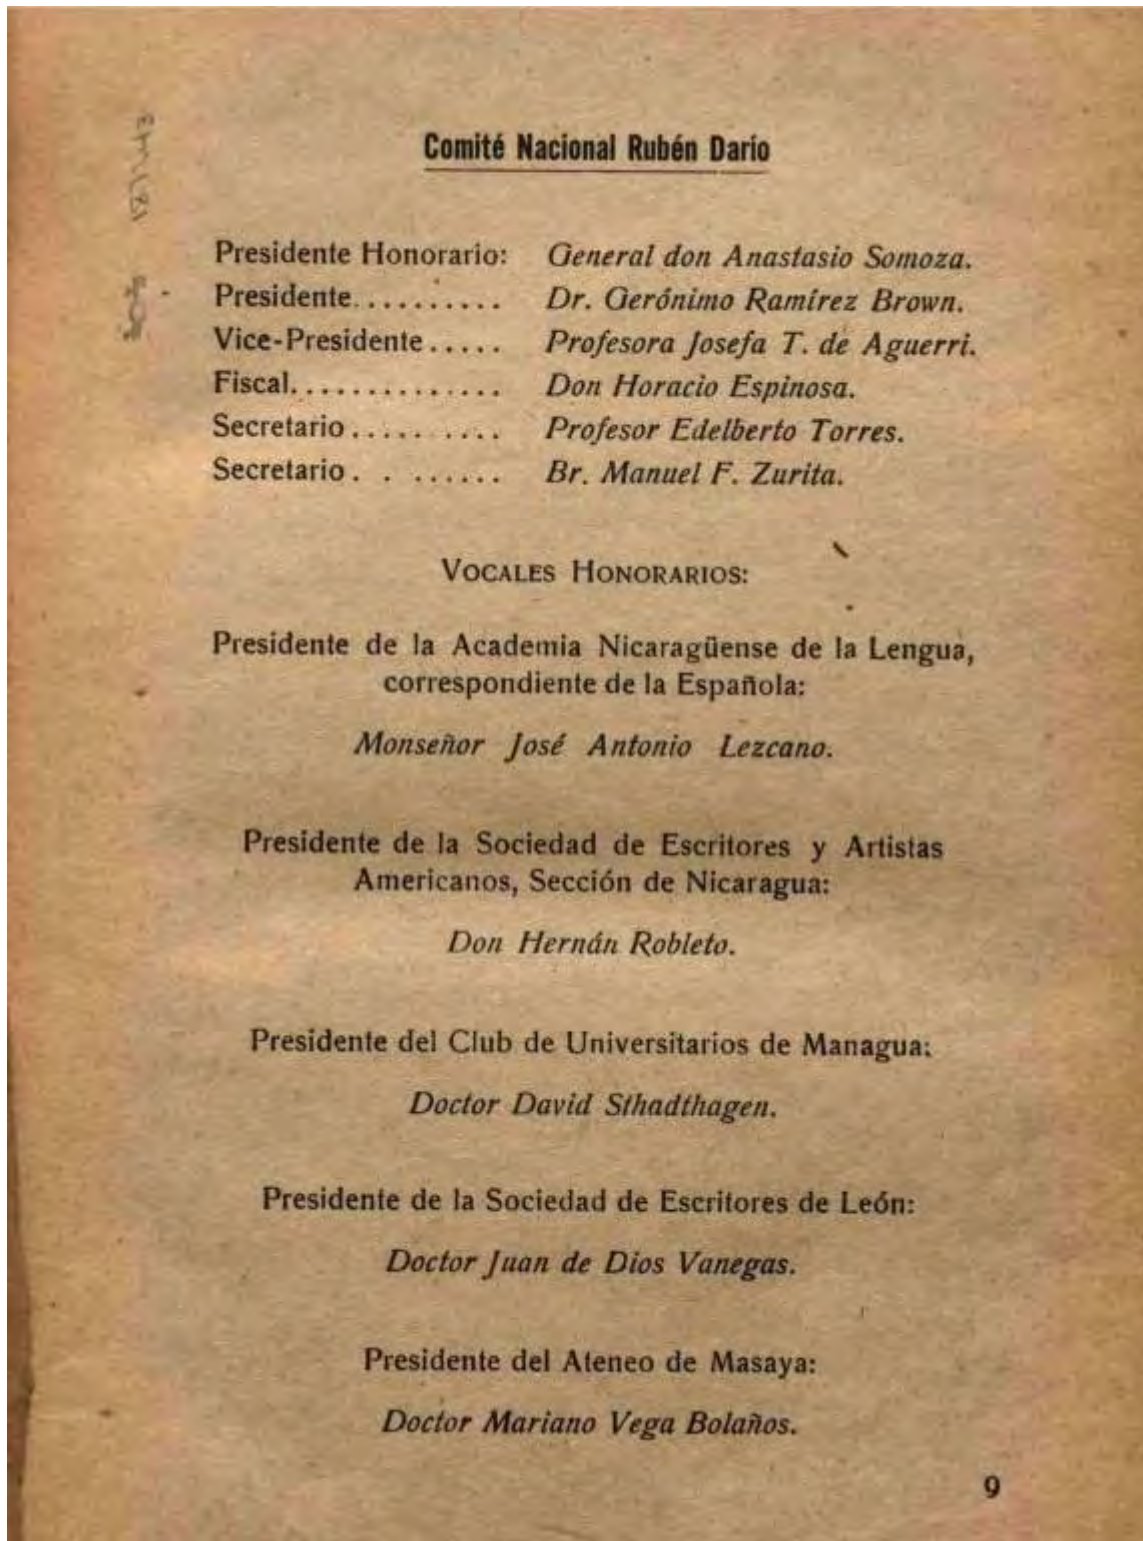 Comité Nacional Rubén Darío
Presidente Honorario: General don Anastasio Somoza.
Presidente.......... Dr. Gerónimo Ramírez Brown.
Vice-Presidente..... Profesora Josefa T. de Aguerri.
Fiscal.............. Don Horacio Espinosa.
Secretario.......... Profesor Edelberto Torres.
Secretario. . ...... Br. Manuel F. Zurita.
VOCALES HONORARIOS:
Presidente de la Academia Nicaragüense de la Lengua,
correspondiente de la Española:
Monseñor José Antonio Lezcano.
Presidente de la Sociedad de Escritores y Artistas
Americanos, Sección de Nicaragua:
Don Hernán Robleto.
Presidente del Club de Universitarios de Managua:
Doctor David Sthadthagen.
Presidente de la Sociedad de Escritores de León:
Doctor Juan de Dios Vanegas.
Presidente del Ateneo de Masaya:
Doctor Mariano Vega Bolaños.
9